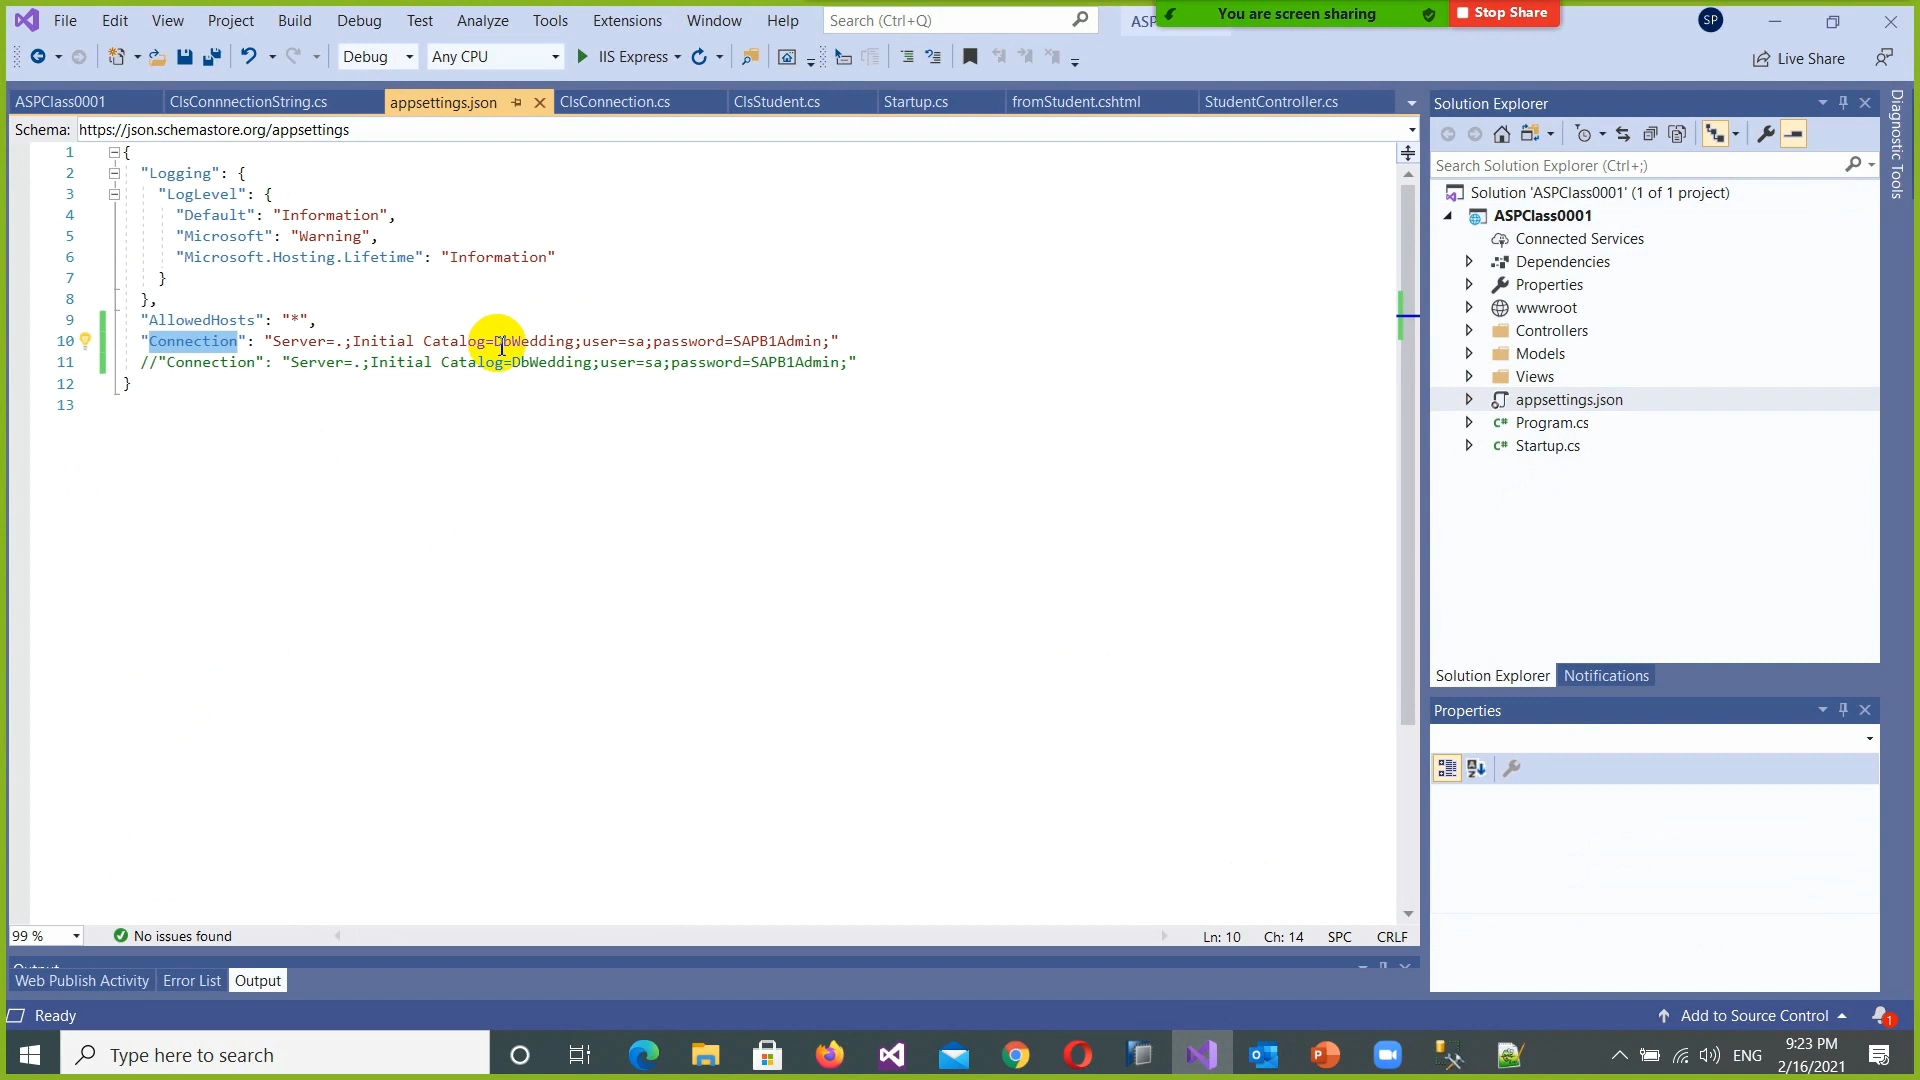 File Edit View Project Build Debug Test Analyze Tools Extensions Window Help Search (Ctrl+Q) ASP You are screen sharing Stop Share SP
Debug Any CPU IIS Express Live Share
ASPClass0001 ClsConnnectionString.cs appsettings.json ClsConnection.cs ClsStudent.cs Startup.cs fromStudent.cshtml StudentController.cs
Schema: https://json.schemastore.org/appsettings
1 {
2 "Logging": {
3 "LogLevel": {
4 "Default": "Information",
5 "Microsoft": "Warning",
6 "Microsoft.Hosting.Lifetime": "Information"
7 }
8 },
9 "AllowedHosts": "*",
10 "Connection": "Server=.;Initial Catalog=DbWedding;user=sa;password=SAPB1Admin;"
11 //"Connection": "Server=.;Initial Catalog=DbWedding;user=sa;password=SAPB1Admin;"
12 }
13
99 % No issues found Ln: 10 Ch: 14 SPC CRLF
Output
Web Publish Activity Error List Output
Solution Explorer
Search Solution Explorer (Ctrl+;)
Solution 'ASPClass0001' (1 of 1 project)
ASPClass0001
Connected Services
Dependencies
Properties
wwwroot
Controllers
Models
Views
appsettings.json
C# Program.cs
C# Startup.cs
Solution Explorer Notifications
Properties
Diagnostic Tools
Ready Add to Source Control 1
Type here to search ENG 9:23 PM
2/16/2021